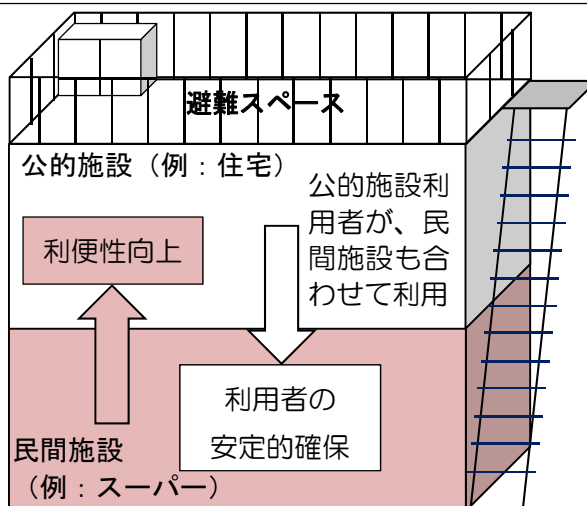 避難スペース
公的施設（例：住宅）
公的施設利
用者が、民
間施設も合
わせて利用
利便性向上
利用者の
安定的確保
民間施設
（例：スーパー）